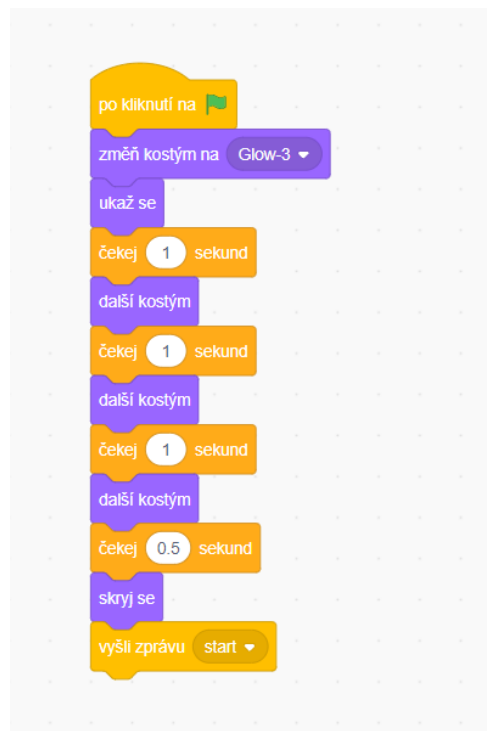 po kliknutí na
změň kostým na Glow-3
ukaž se
čekej 1 sekund
další kostým
čekej 1 sekund
další kostým
čekej 1 sekund
další kostým
čekej 0.5 sekund
skryj se
vyšli zprávu start